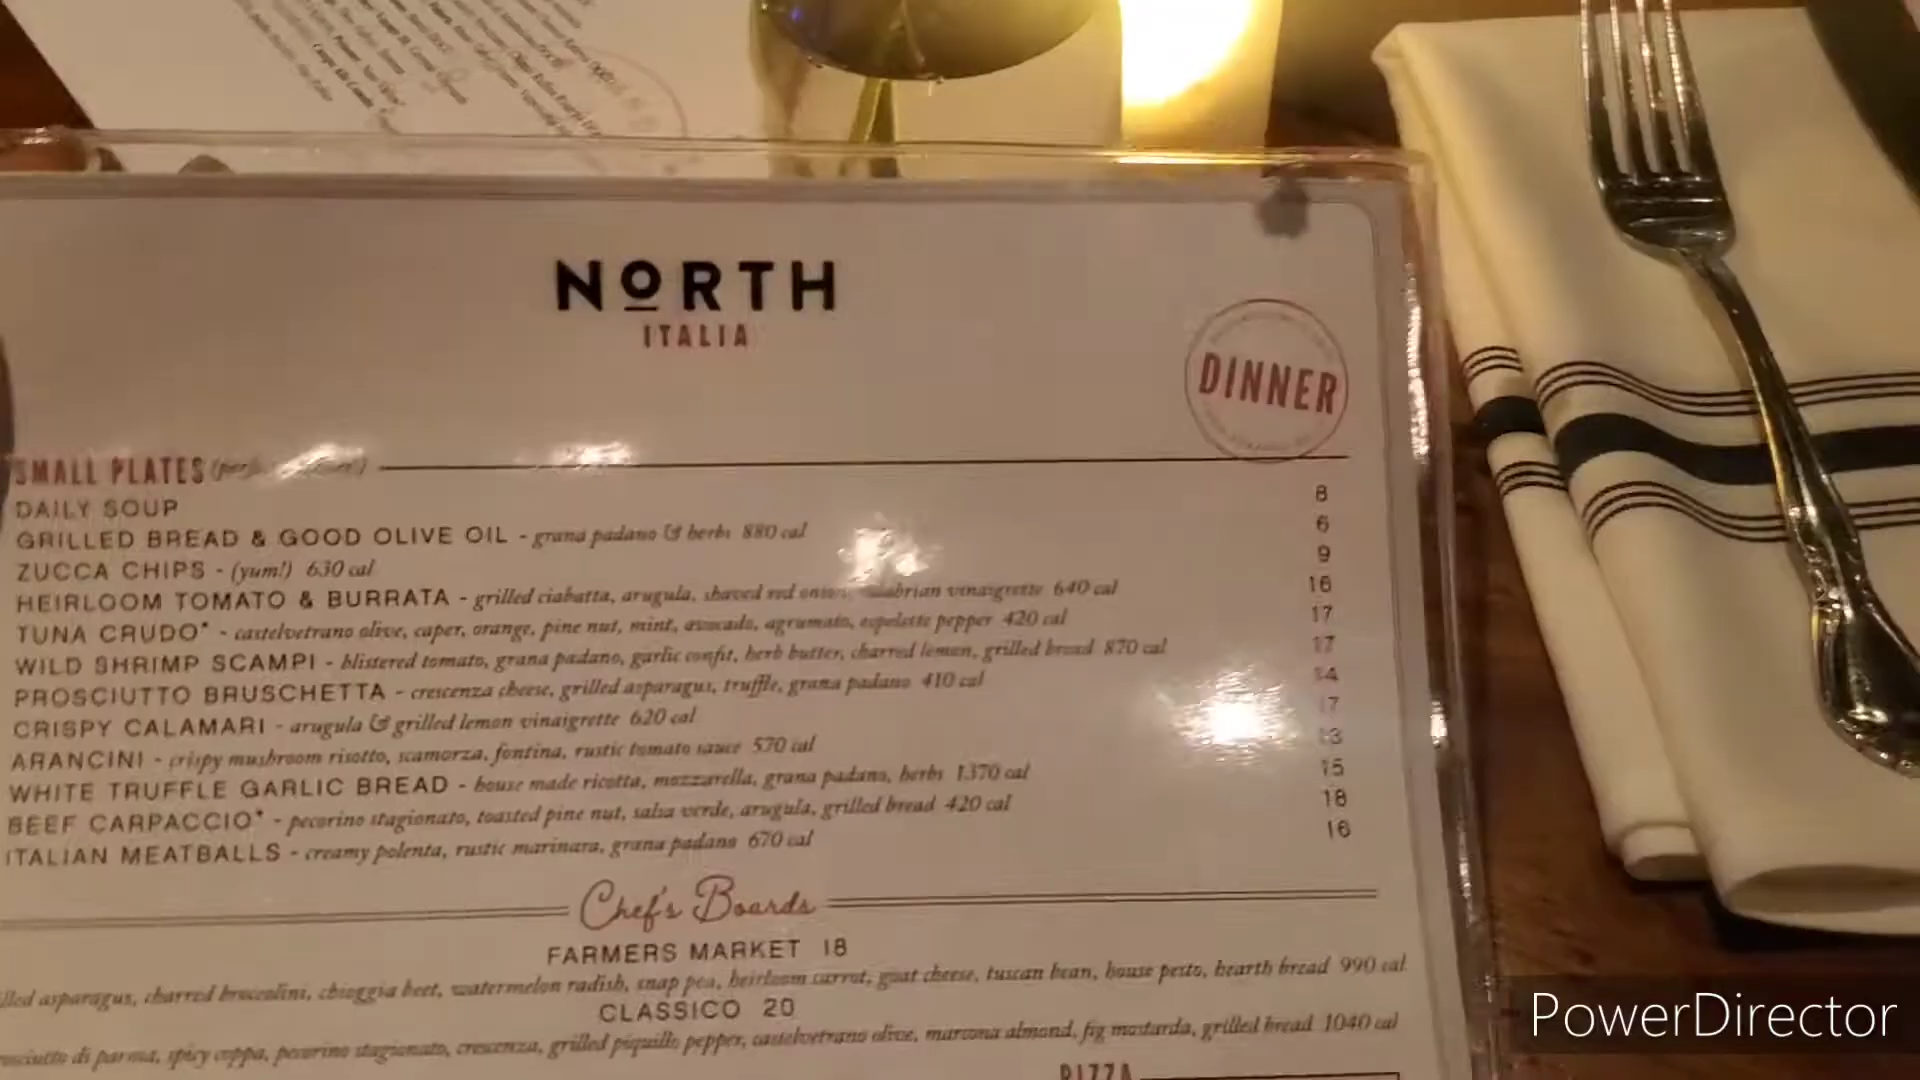 NORTH
ITALIA
DINNER
SMALL PLATES
DAILY SOUP 8
GRILLED BREAD & GOOD OLIVE OIL - grana padano & herbs 880 cal 6
ZUCCA CHIPS - (yum!) 630 cal 9
HEIRLOOM TOMATO & BURRATA - grilled ciabatta, arugula, shaved red vinaigrette 640 cal 16
TUNA CRUDO* - castelvetrano olive, caper, orange, pine nut, mint, avocado, agrumato, espelette pepper 420 cal 17
WILD SHRIMP SCAMPI - blistered tomato, grana padano, garlic confit, herb butter, charred lemon, grilled bread 870 cal 17
PROSCIUTTO BRUSCHETTA - crescenza cheese, grilled asparagus, truffle, grana padano 410 cal 14
CRISPY CALAMARI - arugula & grilled lemon vinaigrette 620 cal 17
ARANCINI - crispy mushroom risotto, scamorza, fontina, rustic tomato sauce 570 cal 13
WHITE TRUFFLE GARLIC BREAD - house made ricotta, mozzarella, grana padano, herbs 1370 cal 15
BEEF CARPACCIO* - pecorino stagionato, toasted pine nut, salsa verde, arugula, grilled bread 420 cal 18
ITALIAN MEATBALLS - creamy polenta, rustic marinara, grana padano 670 cal 16
Chef's Boards
FARMERS MARKET 18
asparagus, charred broccolini, chioggia beet, watermelon radish, snap pea, heirloom carrot, goat cheese, tuscan bean, house pesto, hearth bread 990 cal
CLASSICO 20
di parma, spicy coppa, pecorino stagionato, crescenza, grilled piquillo pepper, castelvetrano olive, marcona almond, fig mostarda, grilled bread 1040 cal
PIZZA
PowerDirector